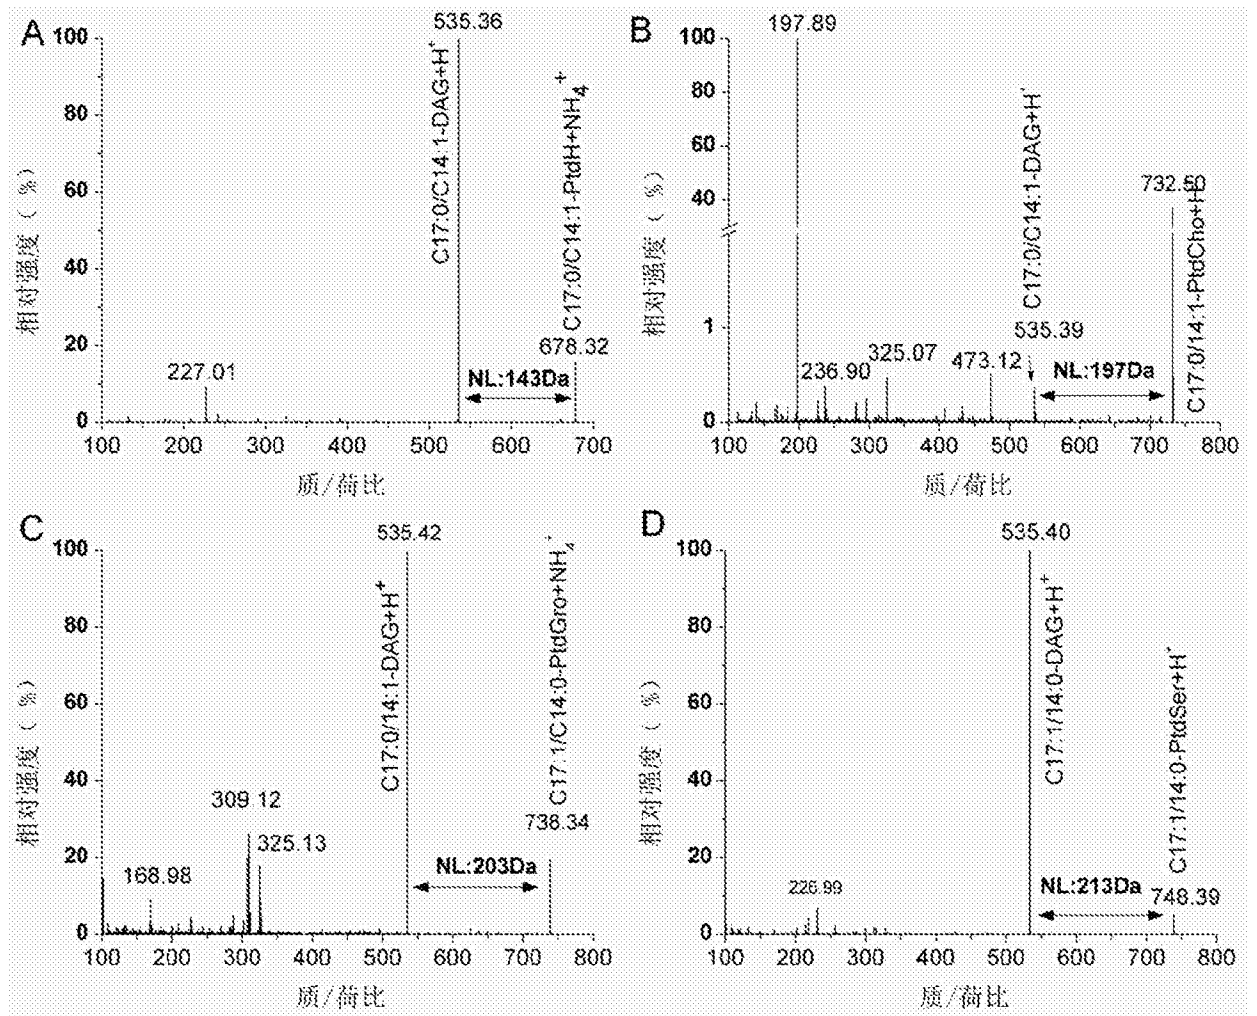 A
535.36
100
80
60
40
20
0
相对强度（ %）
C17:0/C14:1-DAG+H+
C17:0/C14:1-PtdH+NH4+
678.32
227.01
NL:143Da
100 200 300 400 500 600 700
质/荷比
B
197.89
100
80
60
40
1
0
相对强度（ %）
C17:0/C14:1-DAG+H+
732.50
C17:0/14:1-PtdCho+H
535.39
236.90
325.07
473.12
NL:197Da
100 200 300 400 500 600 700 800
质/荷比
C
535.42
100
80
60
40
20
0
相对强度（ %）
C17:0/14:1-DAG+H+
C17:1/C14:0-PtdGro+NH4+
738.34
309.12
325.13
168.98
NL:203Da
100 200 300 400 500 600 700 800
质/荷比
D
535.40
100
80
60
40
20
0
相对强度（ %）
C17:1/14:0-DAG+H+
C17:1/14:0-PtdSer+H+
748.39
226.99
NL:213Da
100 200 300 400 500 600 700 800
质/荷比